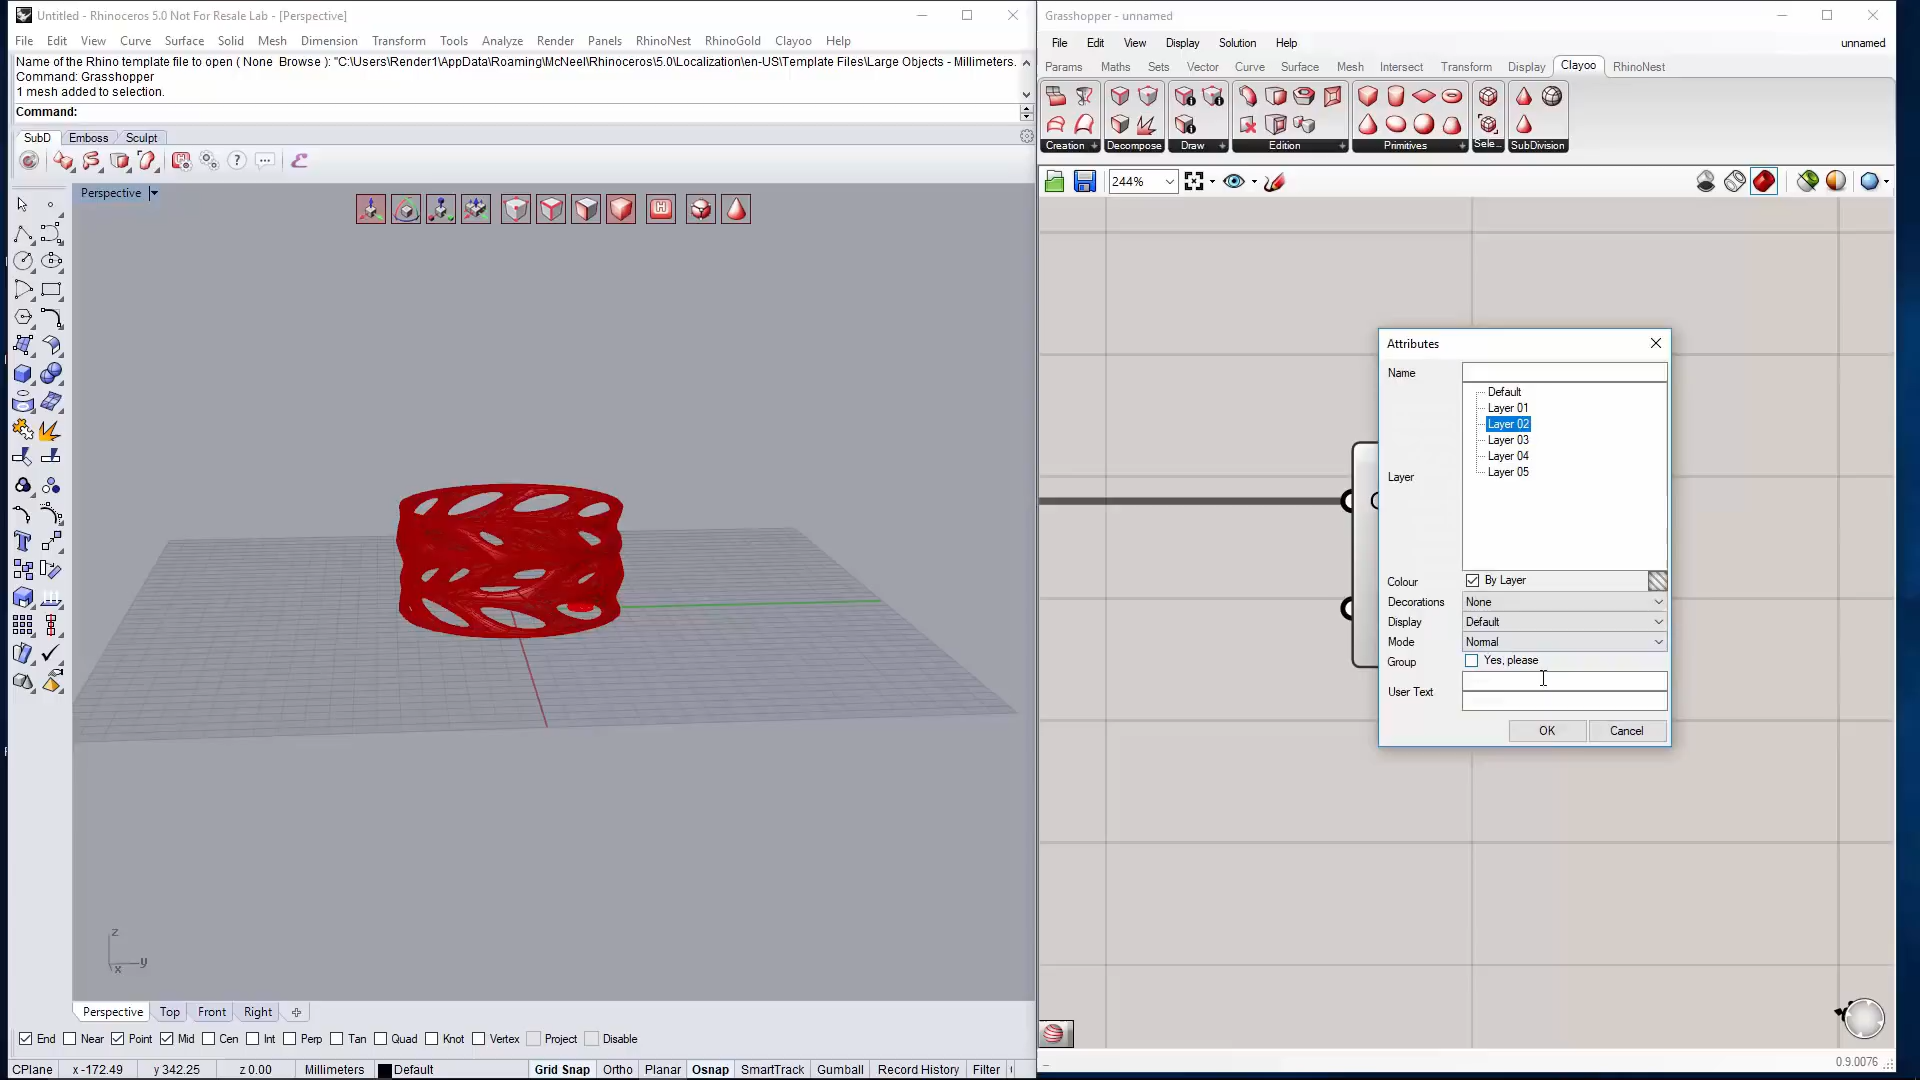 Untitled - Rhinoceros 5.0 Not For Resale Lab - [Perspective]
File Edit View Curve Surface Solid Mesh Dimension Transform Tools Analyze Render Panels RhinoNest RhinoGold Clayoo Help
Name of the Rhino template file to open ( None Browse ): "C:\Users\Render1\AppData\Roaming\McNeel\Rhinoceros\5.0\Localization\en-US\Template Files\Large Objects - Millimeters.
Command: Grasshopper
1 mesh added to selection.
Command:
SubD Emboss Sculpt
Perspective
z
y
x
Perspective Top Front Right
End Near Point Mid Cen Int Perp Tan Quad Knot Vertex Project Disable
CPlane x -172.49 y 342.25 z 0.00 Millimeters Default Grid Snap Ortho Planar Osnap SmartTrack Gumball Record History Filter
Grasshopper - unnamed
File Edit View Display Solution Help unnamed
Params Maths Sets Vector Curve Surface Mesh Intersect Transform Display Clayoo RhinoNest
Creation Decompose Draw Edition Primitives Sele... SubDivision
244%
Attributes
Name
Default
Layer 01
Layer 02
Layer 03
Layer 04
Layer 05
Layer
Colour By Layer
Decorations None
Display Default
Mode Normal
Group Yes, please
User Text
OK Cancel
0.9.0076